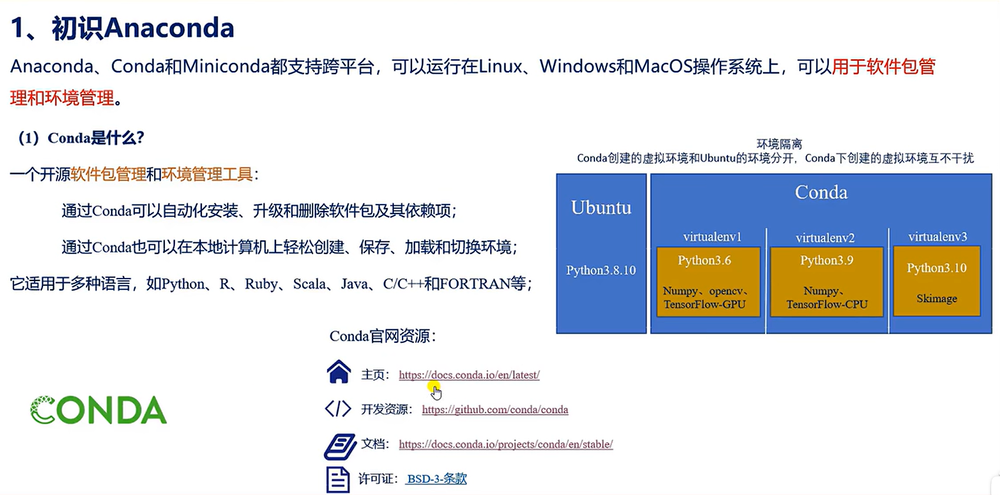 1、初识Anaconda
Anaconda、Conda和Miniconda都支持跨平台，可以运行在Linux、Windows和MacOS操作系统上，可以用于软件包管
理和环境管理。
（1）Conda是什么？
一个开源软件包管理和环境管理工具：
通过Conda可以自动化安装、升级和删除软件包及其依赖项；
通过Conda也可以在本地计算机上轻松创建、保存、加载和切换环境；
它适用于多种语言，如Python、R、Ruby、Scala、Java、C/C++和FORTRAN等；
环境隔离
Conda创建的虚拟环境和Ubuntu的环境分开，Conda下创建的虚拟环境互不干扰
Ubuntu
Python3.8.10
Conda
virtualenv1
Python3.6
Numpy、opencv、
TensorFlow-GPU
virtualenv2
Python3.9
Numpy、
TensorFlow-CPU
virtualenv3
Python3.10
Skimage
Conda官网资源：
主页： https://docs.conda.io/en/latest/
开发资源： https://github.com/conda/conda
文档： https://docs.conda.io/projects/conda/en/stable/
许可证： BSD-3-条款
CONDA